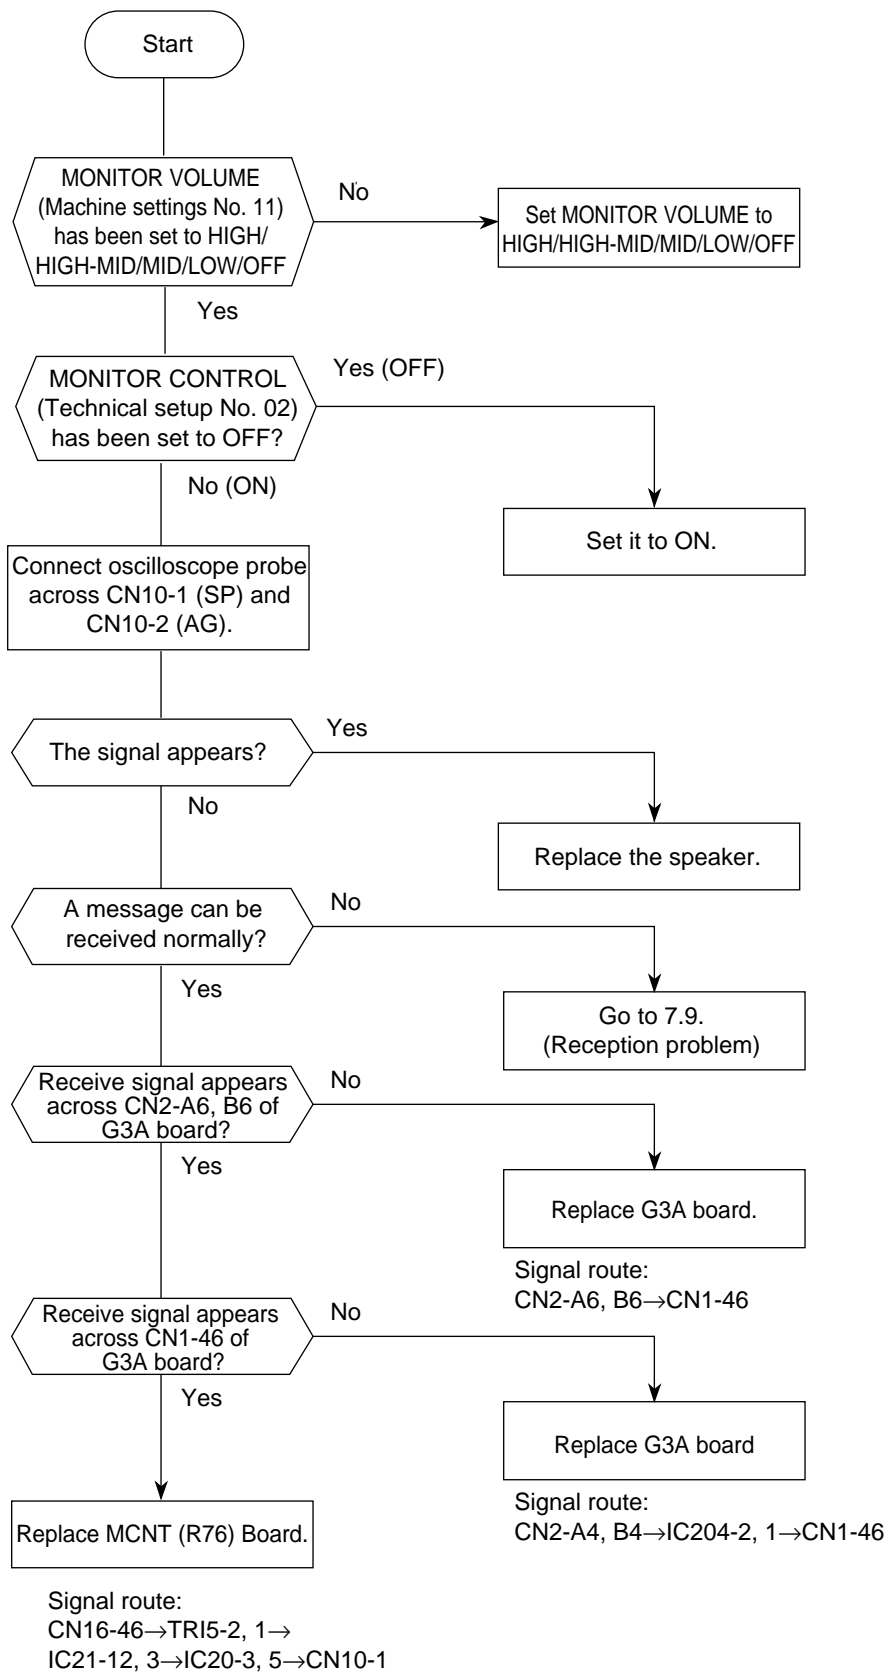 Start
MONITOR VOLUME
(Machine settings No. 11)
has been set to HIGH/
HIGH-MID/MID/LOW/OFF
No
Set MONITOR VOLUME to
HIGH/HIGH-MID/MID/LOW/OFF
Yes
MONITOR CONTROL
(Technical setup No. 02)
has been set to OFF?
Yes (OFF)
No (ON)
Set it to ON.
Connect oscilloscope probe
across CN10-1 (SP) and
CN10-2 (AG).
The signal appears?
Yes
No
Replace the speaker.
A message can be
received normally?
No
Yes
Go to 7.9.
(Reception problem)
Receive signal appears
across CN2-A6, B6 of
G3A board?
No
Yes
Replace G3A board.
Signal route:
CN2-A6, B6→CN1-46
Receive signal appears
across CN1-46 of
G3A board?
No
Yes
Replace G3A board
Signal route:
CN2-A4, B4→IC204-2, 1→CN1-46
Replace MCNT (R76) Board.
Signal route:
CN16-46→TRI5-2, 1→
IC21-12, 3→IC20-3, 5→CN10-1